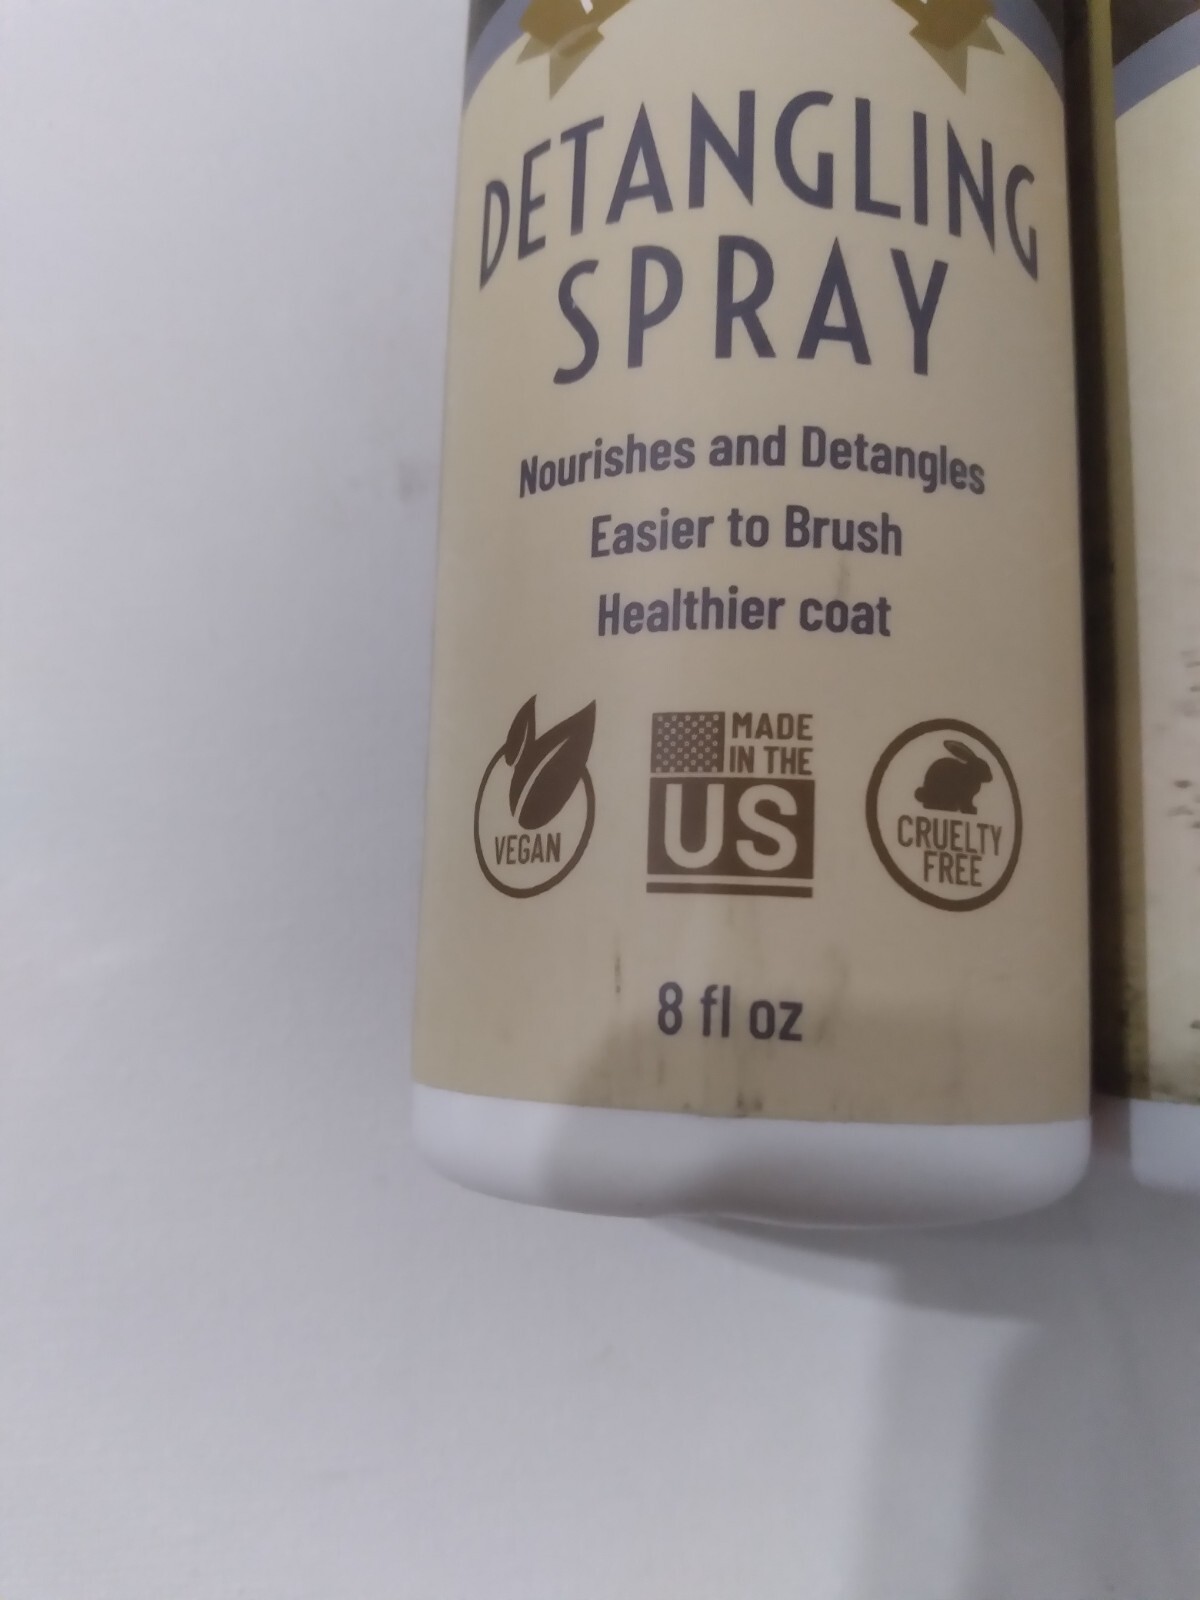 DETANGLING
SPRAY
Nourishes and Detangles
Easier to Brush
Healthier coat
VEGAN
MADE
IN THE
US
CRUELTY
FREE
8 fl oz